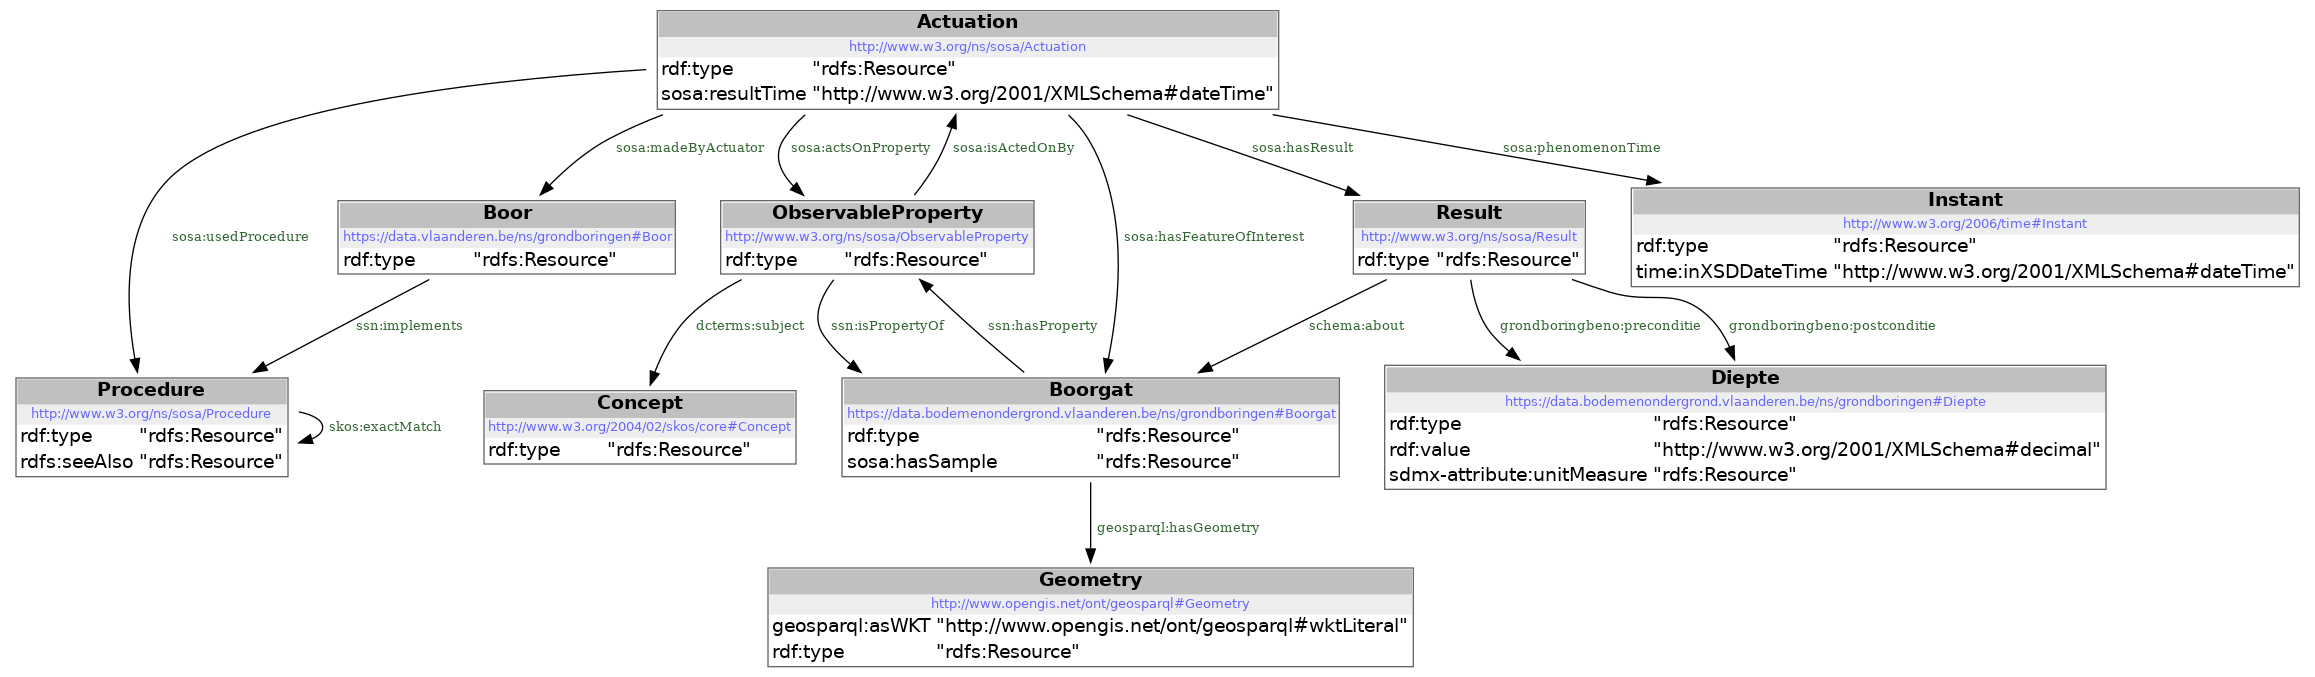 Actuation
http://www.w3.org/ns/sosa/Actuation
rdf:type "rdfs:Resource"
sosa:resultTime "http://www.w3.org/2001/XMLSchema#dateTime"
sosa:madeByActuator
sosa:actsOnProperty
sosa:isActedOnBy
sosa:hasResult
sosa:phenomenonTime
sosa:usedProcedure
Boor
https://data.vlaanderen.be/ns/grondboringen#Boor
rdf:type "rdfs:Resource"
ObservableProperty
http://www.w3.org/ns/sosa/ObservableProperty
rdf:type "rdfs:Resource"
sosa:hasFeatureOfInterest
Result
http://www.w3.org/ns/sosa/Result
rdf:type "rdfs:Resource"
Instant
http://www.w3.org/2006/time#Instant
rdf:type "rdfs:Resource"
time:inXSDDateTime "http://www.w3.org/2001/XMLSchema#dateTime"
ssn:implements
dcterms:subject
ssn:isPropertyOf
ssn:hasProperty
schema:about
grondboringbeno:preconditie
grondboringbeno:postconditie
Procedure
http://www.w3.org/ns/sosa/Procedure
rdf:type "rdfs:Resource"
rdfs:seeAlso "rdfs:Resource"
skos:exactMatch
Concept
http://www.w3.org/2004/02/skos/core#Concept
rdf:type "rdfs:Resource"
Boorgat
https://data.bodemenondergrond.vlaanderen.be/ns/grondboringen#Boorgat
rdf:type "rdfs:Resource"
sosa:hasSample "rdfs:Resource"
Diepte
https://data.bodemenondergrond.vlaanderen.be/ns/grondboringen#Diepte
rdf:type "rdfs:Resource"
rdf:value "http://www.w3.org/2001/XMLSchema#decimal"
sdmx-attribute:unitMeasure "rdfs:Resource"
geosparql:hasGeometry
Geometry
http://www.opengis.net/ont/geosparql#Geometry
geosparql:asWKT "http://www.opengis.net/ont/geosparql#wktLiteral"
rdf:type "rdfs:Resource"